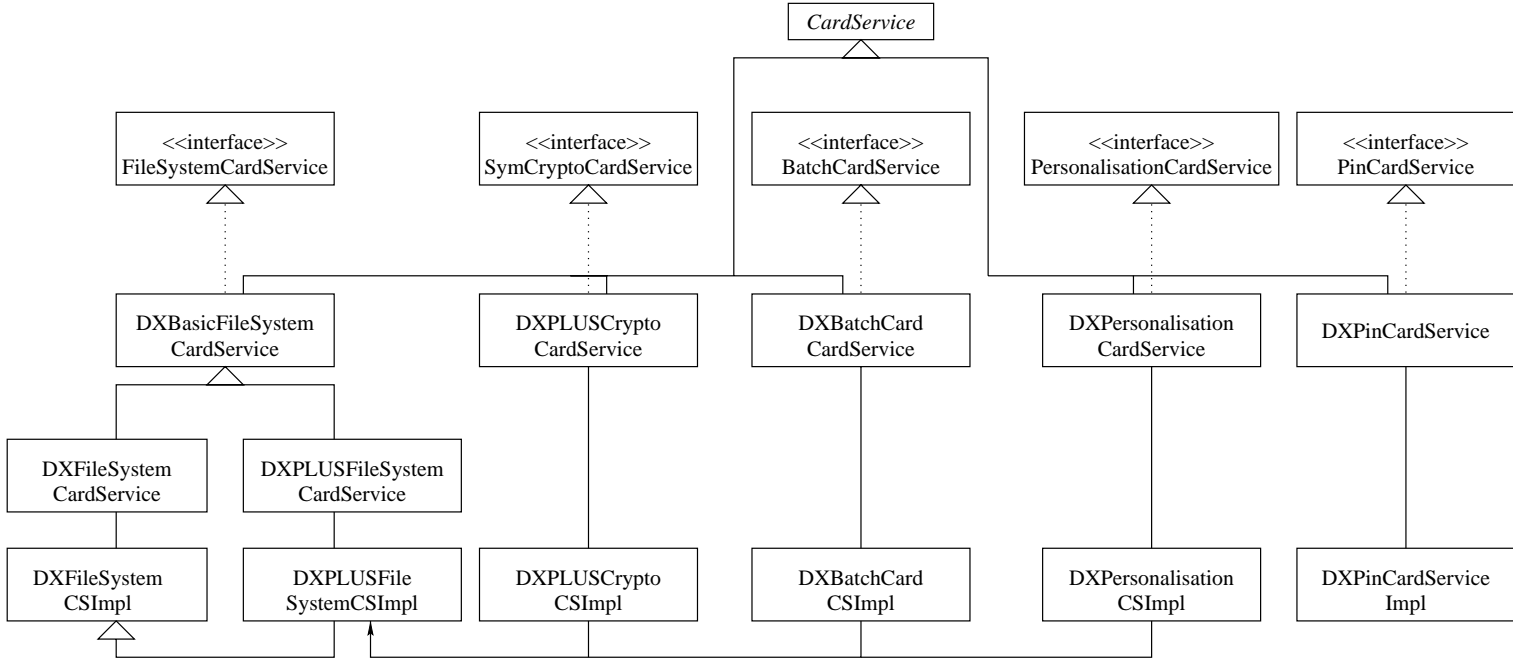 CardService
<<interface>>
FileSystemCardService
<<interface>>
SymCryptoCardService
<<interface>>
BatchCardService
<<interface>>
PersonalisationCardService
<<interface>>
PinCardService
DXBasicFileSystem
CardService
DXPLUSCrypto
CardService
DXBatchCard
CardService
DXPersonalisation
CardService
DXPinCardService
DXFileSystem
CardService
DXPLUSFileSystem
CardService
DXFileSystem
CSImpl
DXPLUSFile
SystemCSImpl
DXPLUSCrypto
CSImpl
DXBatchCard
CSImpl
DXPersonalisation
CSImpl
DXPinCardService
Impl